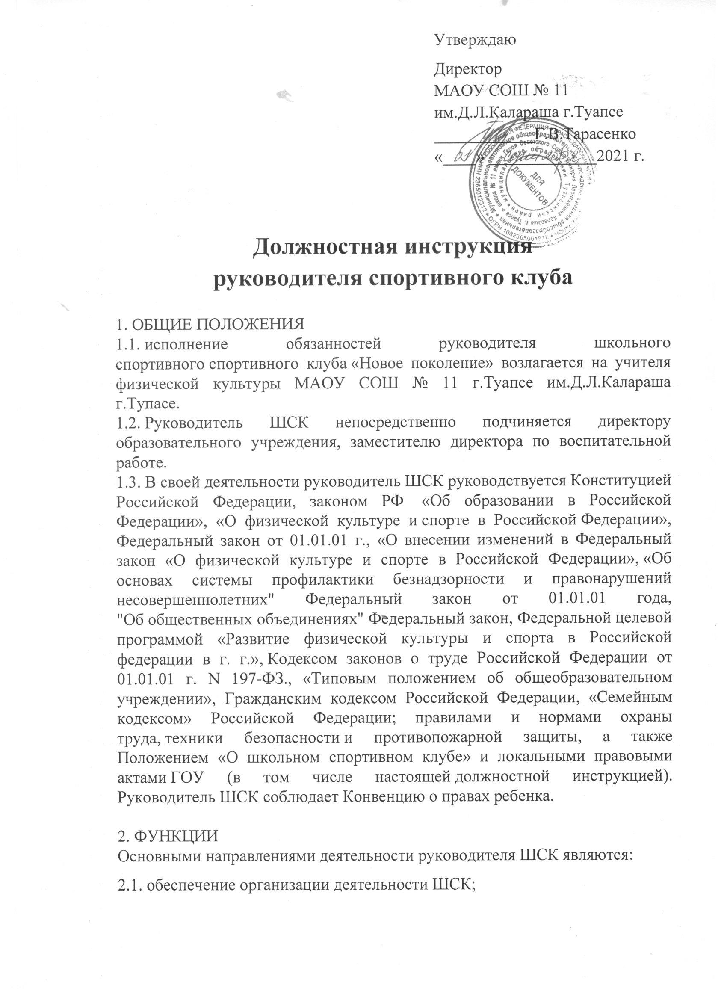 Утверждаю
Директор
МАОУ СОШ № 11
им.Д.Л.Калараша г.Туапсе
____________Г.В.Тарасенко
«____» _____________2021 г.
ДЛЯ
ДОКУМЕНТОВ
Должностная инструкция
руководителя спортивного клуба
1. ОБЩИЕ ПОЛОЖЕНИЯ
1.1. исполнение обязанностей руководителя школьного
спортивного спортивного клуба «Новое поколение» возлагается на учителя
физической культуры МАОУ СОШ № 11 г.Туапсе им.Д.Л.Калараша
г.Тупасе.
1.2. Руководитель ШСК непосредственно подчиняется директору
образовательного учреждения, заместителю директора по воспитательной
работе.
1.3. В своей деятельности руководитель ШСК руководствуется Конституцией
Российской Федерации, законом РФ «Об образовании в Российской
Федерации», «О физической культуре и спорте в Российской Федерации»,
Федеральный закон от 01.01.01 г., «О внесении изменений в Федеральный
закон «О физической культуре и спорте в Российской Федерации», «Об
основах системы профилактики безнадзорности и правонарушений
несовершеннолетних" Федеральный закон от 01.01.01 года,
"Об общественных объединениях" Федеральный закон, Федеральной целевой
программой «Развитие физической культуры и спорта в Российской
федерации в г. г.», Кодексом законов о труде Российской Федерации от
01.01.01 г. N 197-ФЗ., «Типовым положением об общеобразовательном
учреждении», Гражданским кодексом Российской Федерации, «Семейным
кодексом» Российской Федерации; правилами и нормами охраны
труда, техники безопасности и противопожарной защиты, а также
Положением «О школьном спортивном клубе» и локальными правовыми
актами ГОУ (в том числе настоящей должностной инструкцией).
Руководитель ШСК соблюдает Конвенцию о правах ребенка.
2. ФУНКЦИИ
Основными направлениями деятельности руководителя ШСК являются:
2.1. обеспечение организации деятельности ШСК;